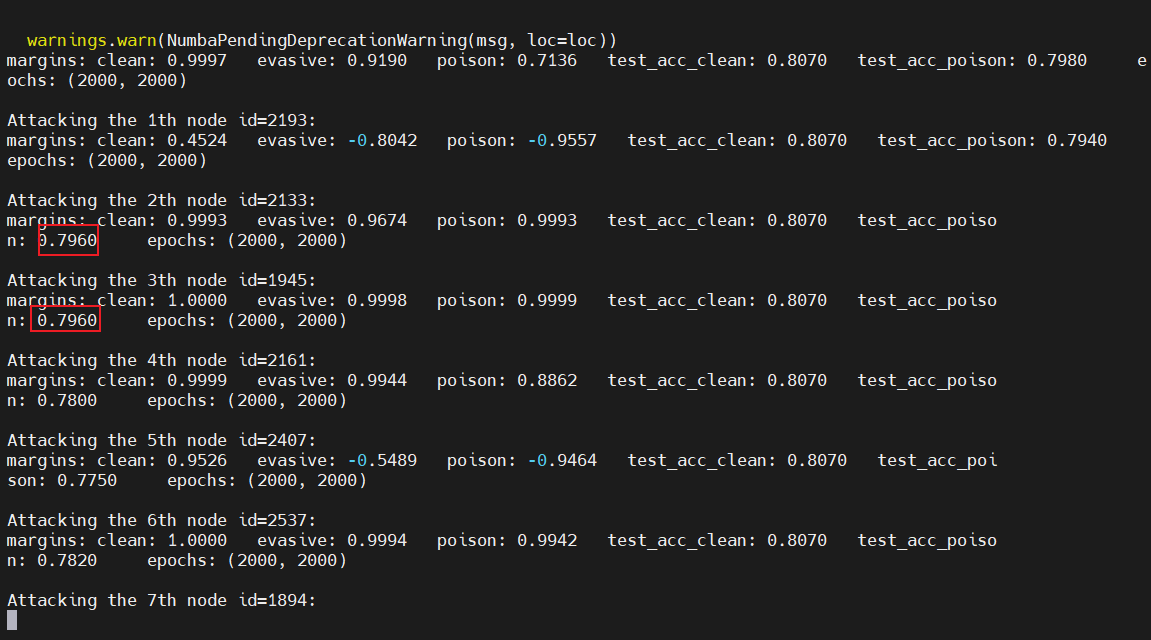 warnings.warn(NumbaPendingDeprecationWarning(msg, loc=loc))
margins: clean: 0.9997   evasive: 0.9190   poison: 0.7136   test_acc_clean: 0.8070   test_acc_poison: 0.7980     e
ochs: (2000, 2000)
Attacking the 1th node id=2193:
margins: clean: 0.4524   evasive: -0.8042   poison: -0.9557   test_acc_clean: 0.8070   test_acc_poison: 0.7940
epochs: (2000, 2000)
Attacking the 2th node id=2133:
margins: clean: 0.9993   evasive: 0.9674   poison: 0.9993   test_acc_clean: 0.8070   test_acc_poiso
n: 0.7960     epochs: (2000, 2000)
Attacking the 3th node id=1945:
margins: clean: 1.0000   evasive: 0.9998   poison: 0.9999   test_acc_clean: 0.8070   test_acc_poiso
n: 0.7960     epochs: (2000, 2000)
Attacking the 4th node id=2161:
margins: clean: 0.9999   evasive: 0.9944   poison: 0.8862   test_acc_clean: 0.8070   test_acc_poiso
n: 0.7800     epochs: (2000, 2000)
Attacking the 5th node id=2407:
margins: clean: 0.9526   evasive: -0.5489   poison: -0.9464   test_acc_clean: 0.8070   test_acc_poi
son: 0.7750     epochs: (2000, 2000)
Attacking the 6th node id=2537:
margins: clean: 1.0000   evasive: 0.9994   poison: 0.9942   test_acc_clean: 0.8070   test_acc_poiso
n: 0.7820     epochs: (2000, 2000)
Attacking the 7th node id=1894: